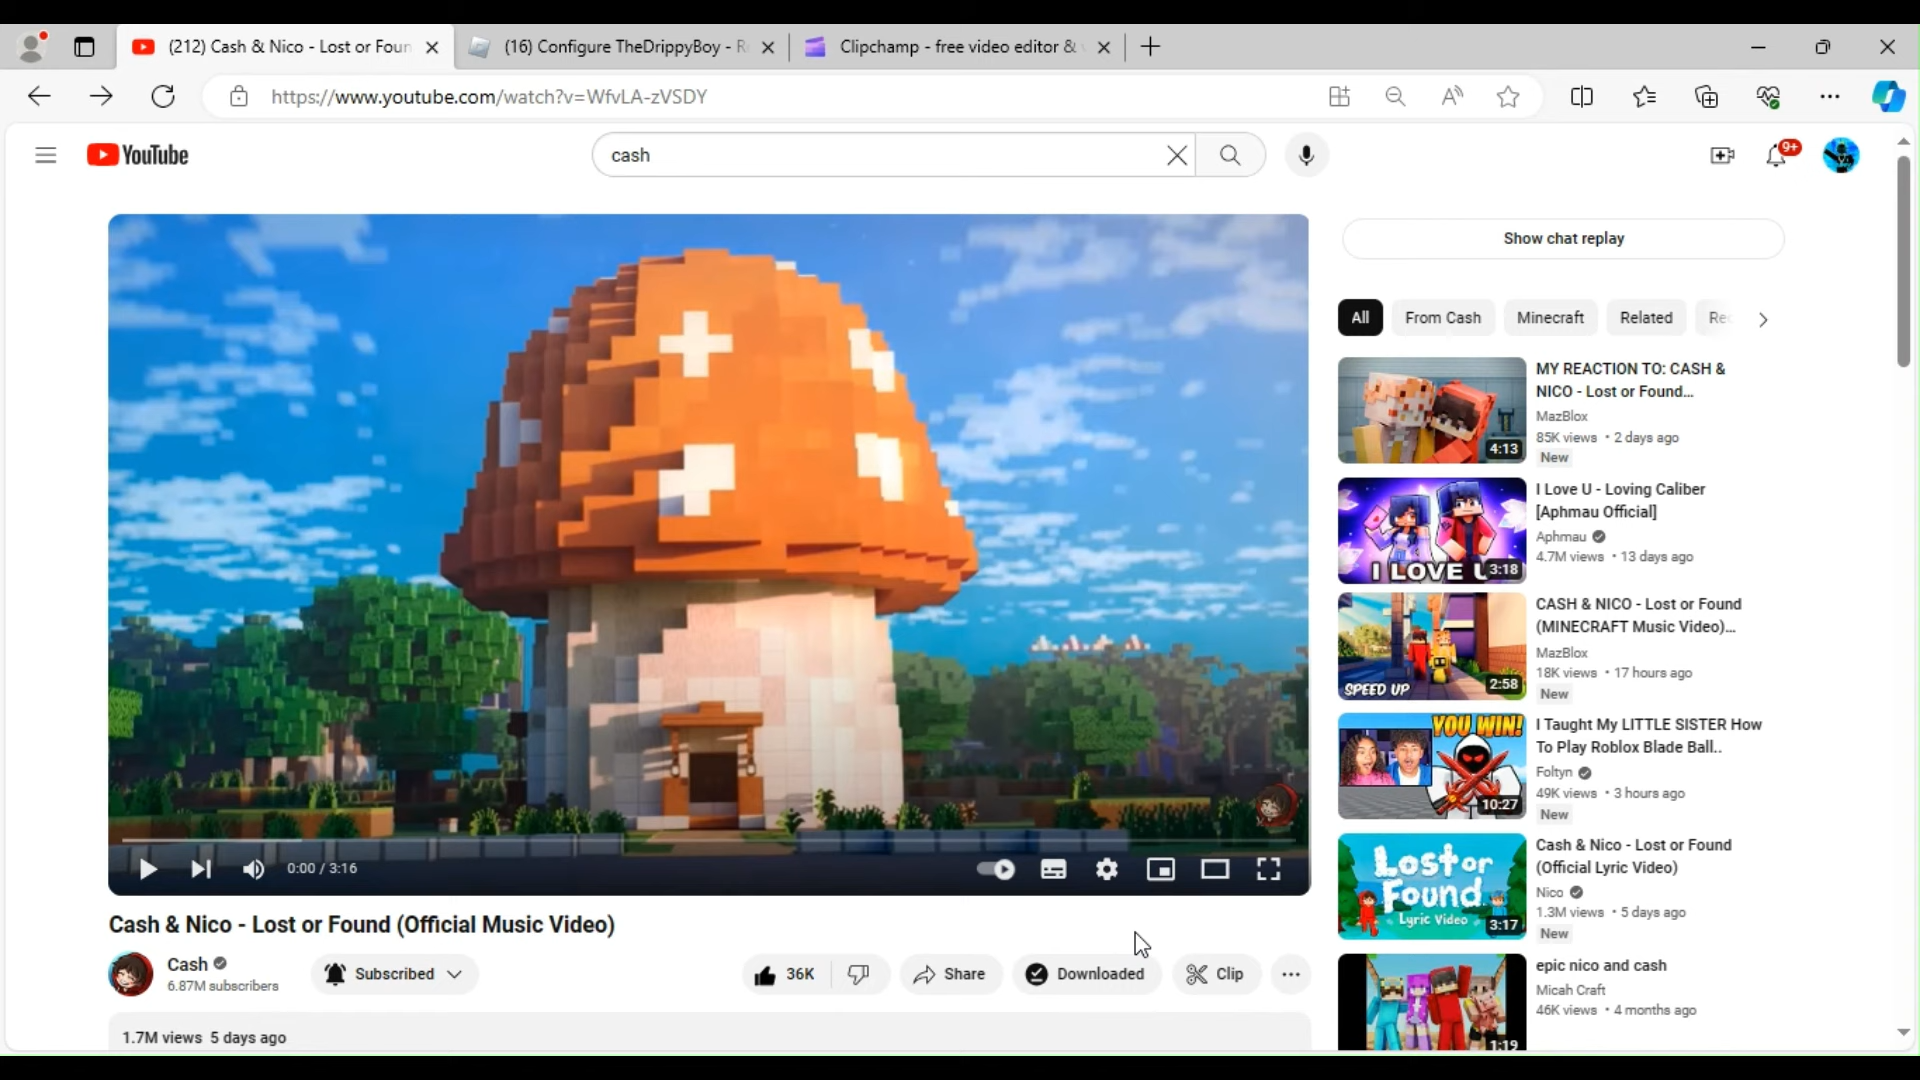 (212) Cash & Nico - Lost or Foun
(16) Configure TheDrippyBoy - R
Clipchamp - free video editor &
https://www.youtube.com/watch?v=WfvLA-zVSDY
YouTube
cash
9+
Show chat replay
All
From Cash
Minecraft
Related
Rec
MY REACTION TO: CASH &
NICO - Lost or Found...
MazBlox
85K views • 2 days ago
New
4:13
I Love U - Loving Caliber
[Aphmau Official]
Aphmau
4.7M views • 13 days ago
I LOVE U
3:18
CASH & NICO - Lost or Found
(MINECRAFT Music Video)...
MazBlox
18K views • 17 hours ago
New
SPEED UP
2:58
I Taught My LITTLE SISTER How
To Play Roblox Blade Ball..
Foltyn
49K views • 3 hours ago
New
YOU WIN!
10:27
Cash & Nico - Lost or Found
(Official Lyric Video)
Nico
1.3M views • 5 days ago
New
Lost or
Found
Lyric Video
3:17
epic nico and cash
Micah Craft
46K views • 4 months ago
1:19
0:00 / 3:16
Cash & Nico - Lost or Found (Official Music Video)
Cash
6.87M subscribers
Subscribed
36K
Share
Downloaded
Clip
1.7M views 5 days ago